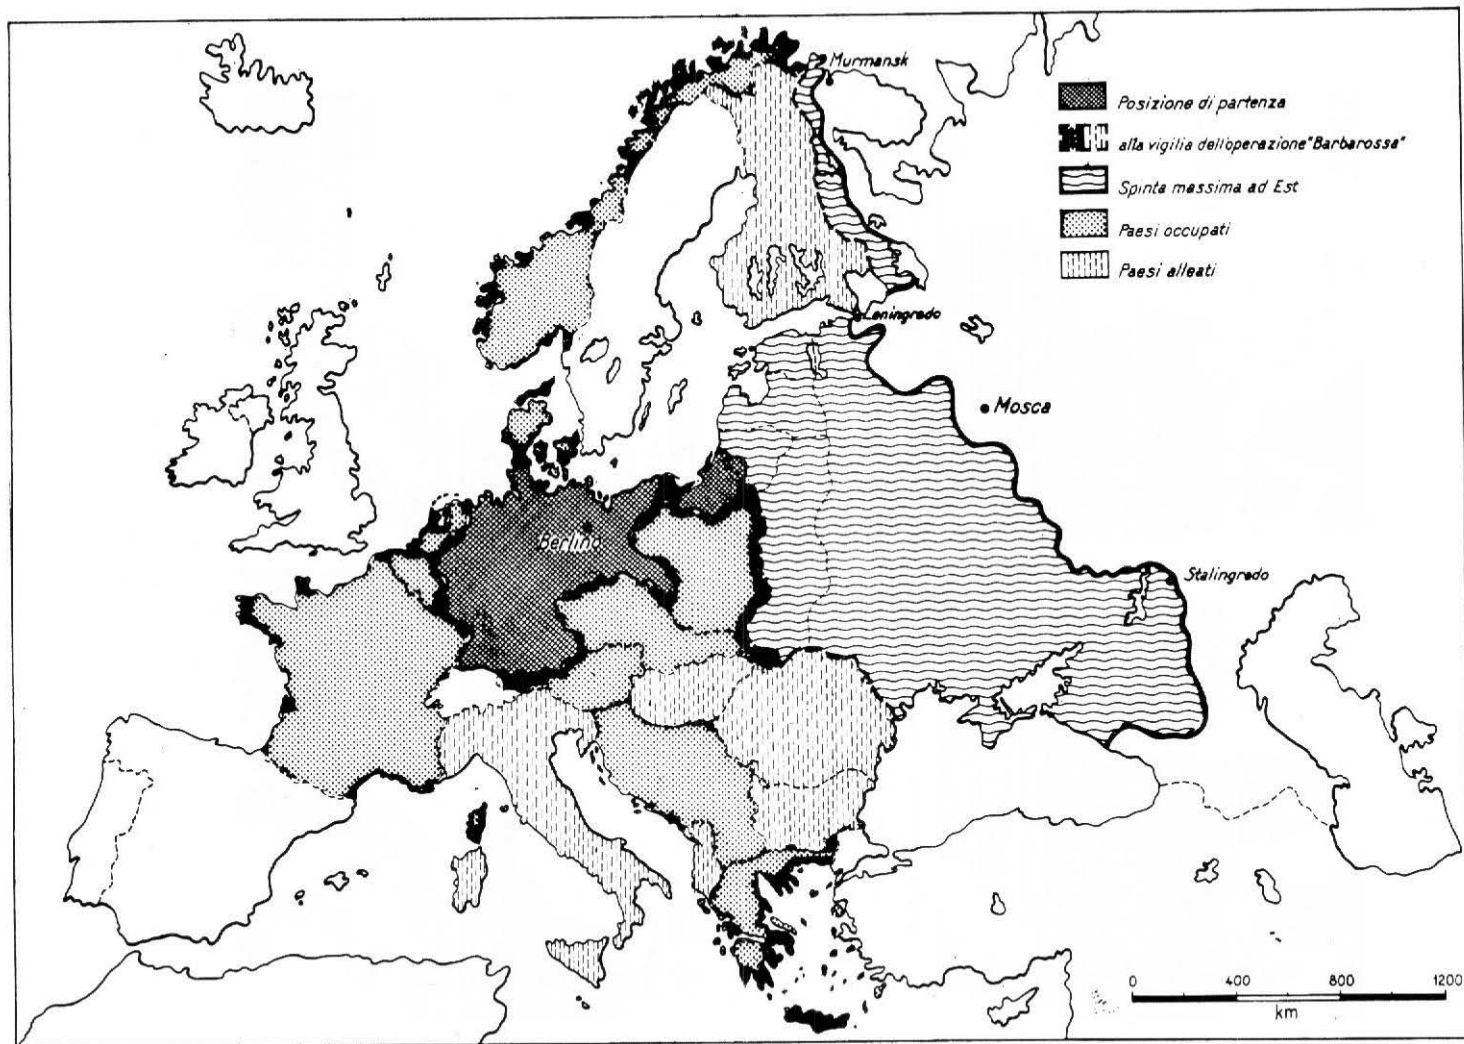 Murmansk
Posizione di partenza
alla vigilia dell'operazione "Barbarossa"
Spinta massima ad Est
Paesi occupati
Paesi alleati
Leningrado
Mosca
Berlino
Stalingrado
0 400 800 1200
km